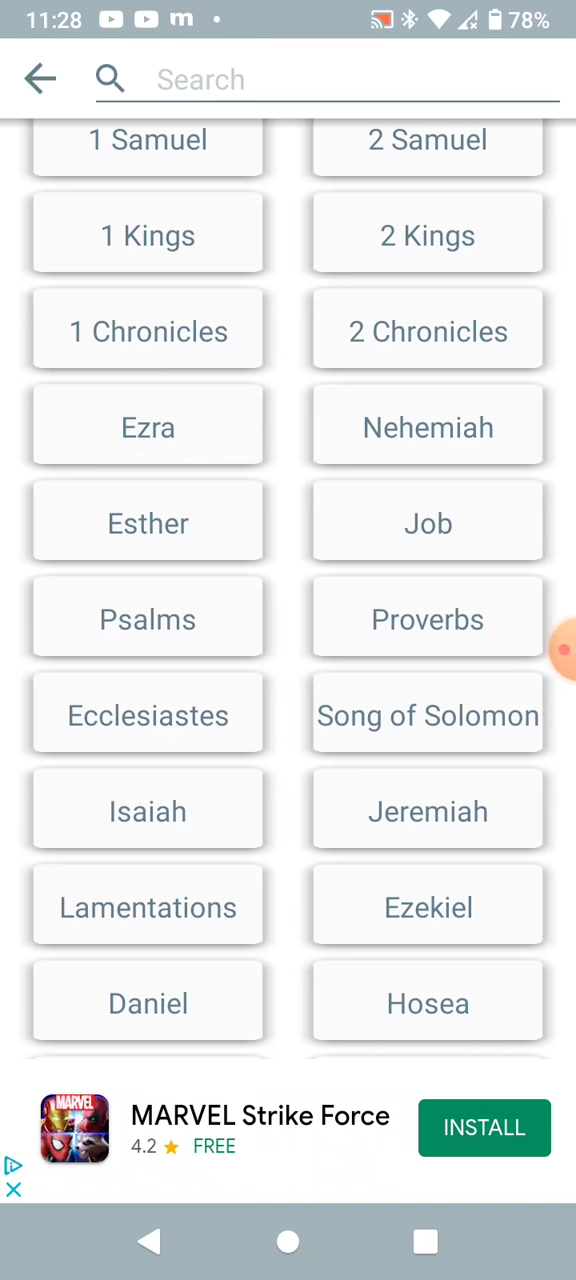 11:28 m 78%
Search
1 Samuel 2 Samuel
1 Kings 2 Kings
1 Chronicles 2 Chronicles
Ezra Nehemiah
Esther Job
Psalms Proverbs
Ecclesiastes Song of Solomon
Isaiah Jeremiah
Lamentations Ezekiel
Daniel Hosea
MARVEL
MARVEL Strike Force
4.2 FREE
INSTALL